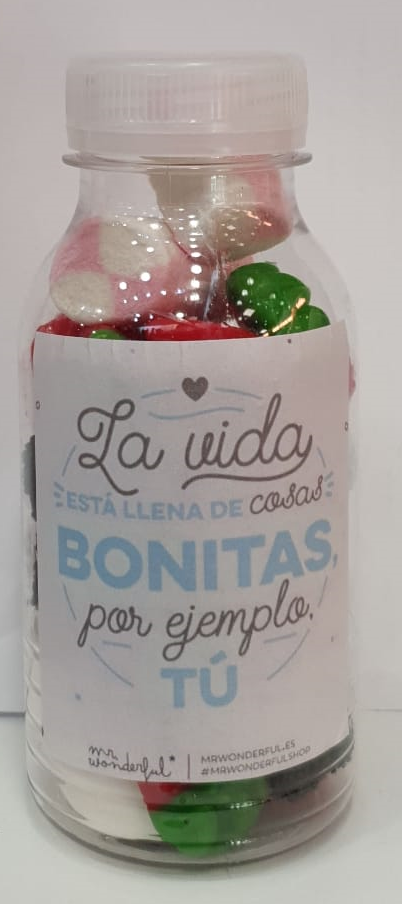 La vida
ESTÁ LLENA DE cosas
BONITAS,
por ejemplo,
TÚ
mr. wonderful*
MRWONDERFUL.ES
#MRWONDERFULSHOP